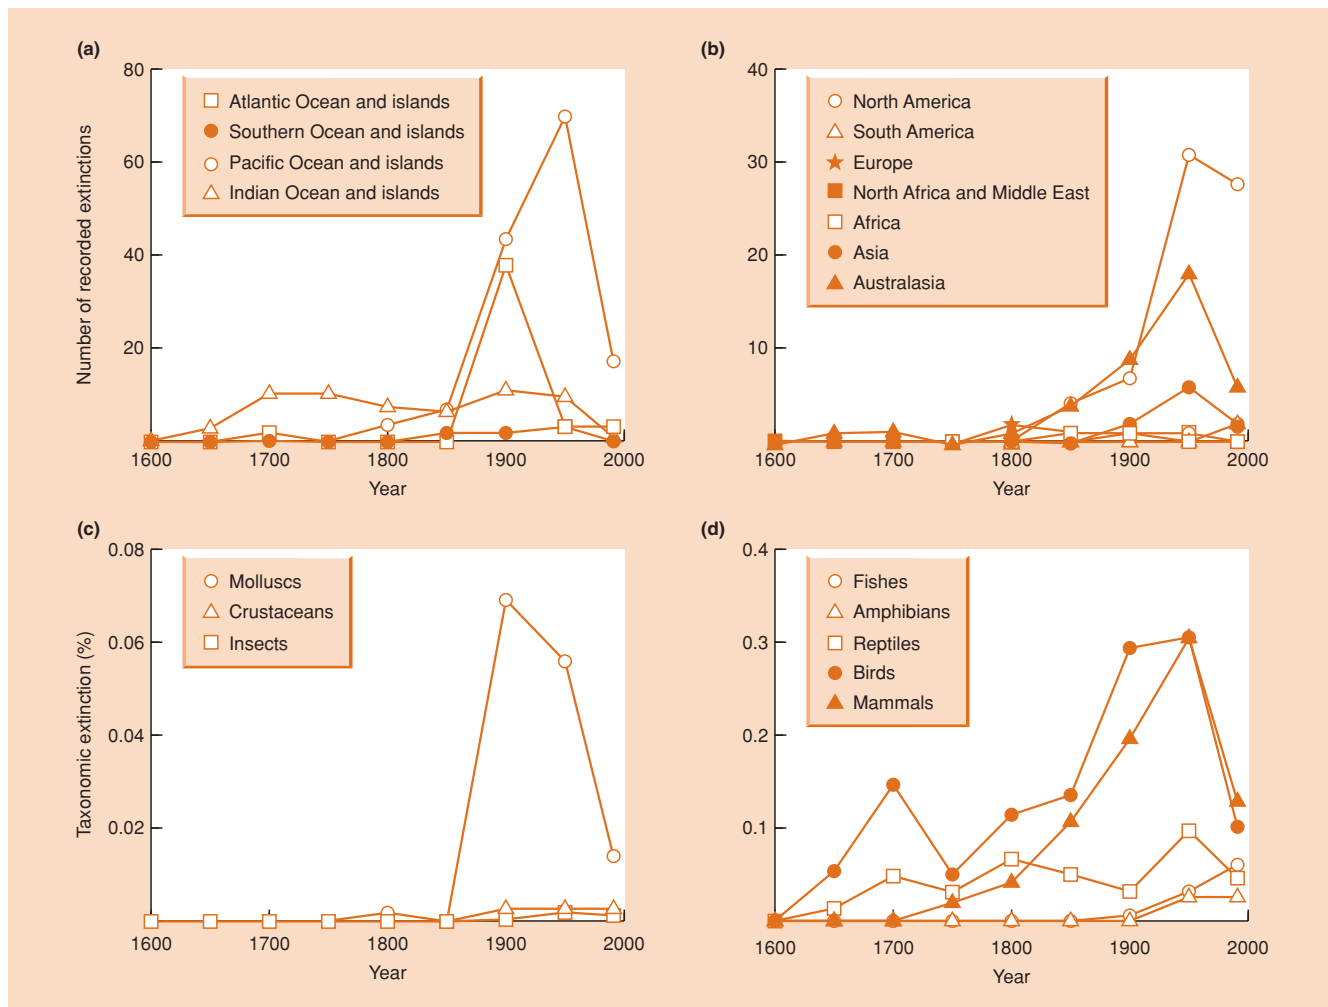 (a)
80
60
40
20
Number of recorded extinctions
Atlantic Ocean and islands
Southern Ocean and islands
Pacific Ocean and islands
Indian Ocean and islands
1600 1700 1800 1900 2000
Year
(b)
40
30
20
10
North America
South America
Europe
North Africa and Middle East
Africa
Asia
Australasia
1600 1700 1800 1900 2000
Year
(c)
0.08
0.06
0.04
0.02
Taxonomic extinction (%)
Molluscs
Crustaceans
Insects
1600 1700 1800 1900 2000
Year
(d)
0.4
0.3
0.2
0.1
Fishes
Amphibians
Reptiles
Birds
Mammals
1600 1700 1800 1900 2000
Year